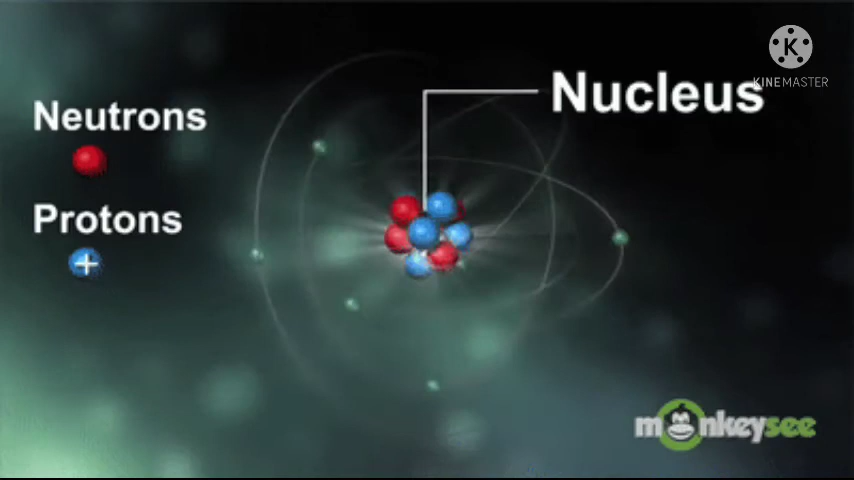 KINEMASTER
Nucleus
Neutrons
Protons
+
monkeysee